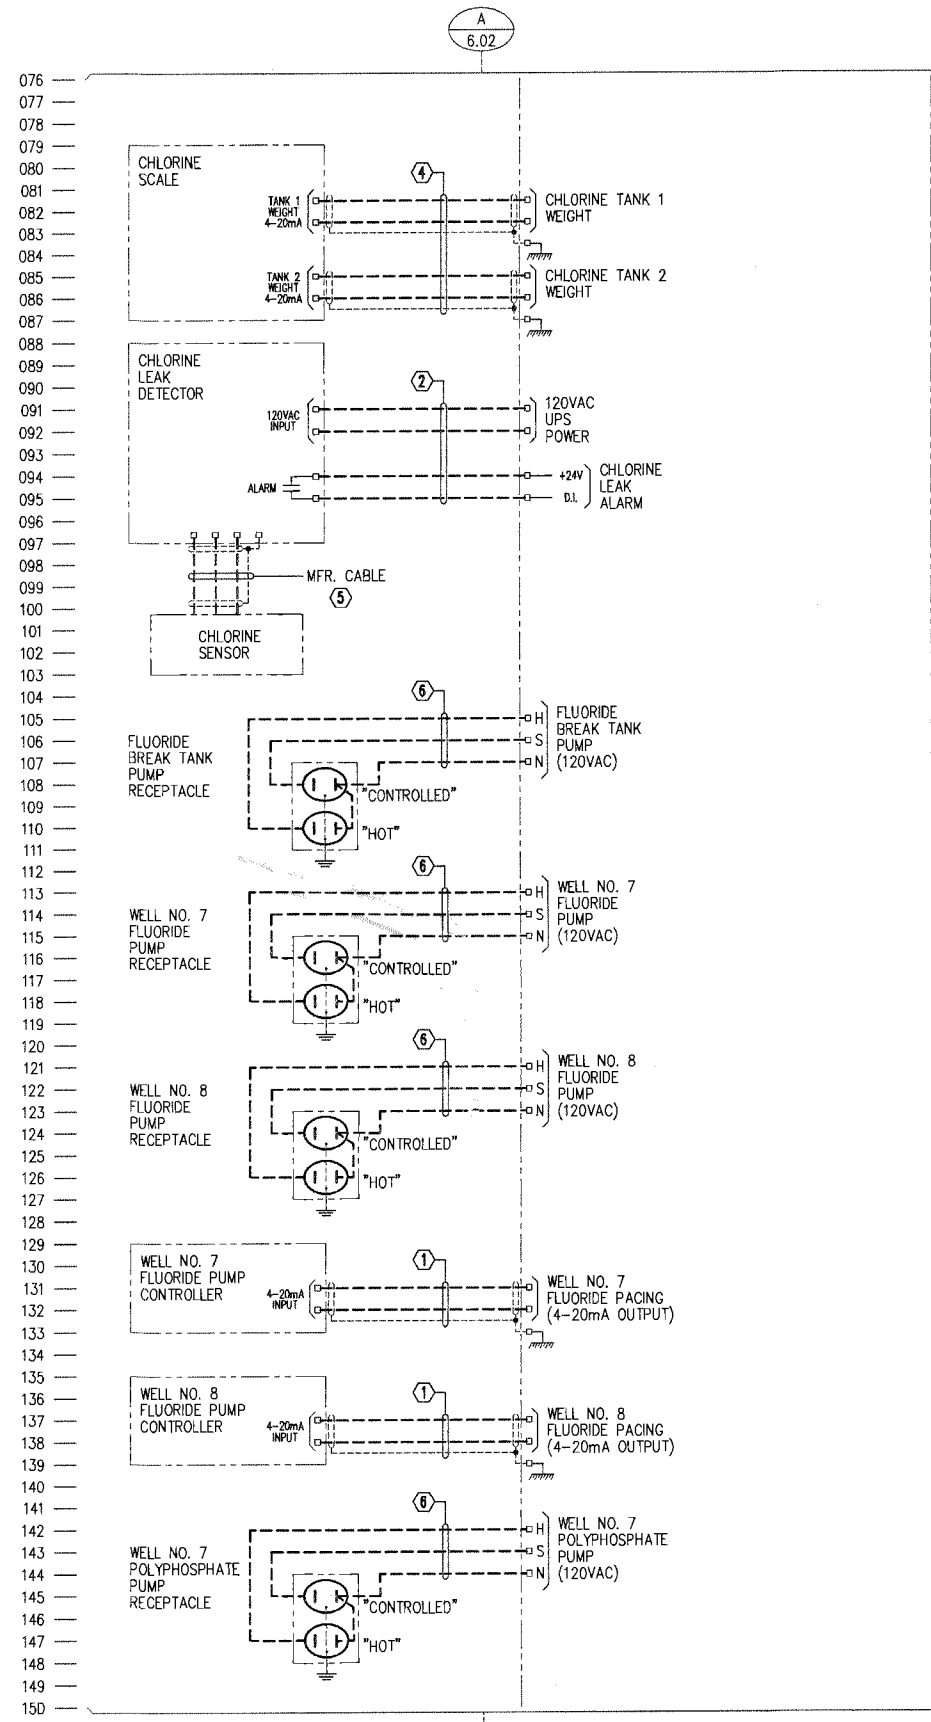 A
6.02
076
077
078
079
080
081
082
083
084
085
086
087
088
089
090
091
092
093
094
095
096
097
098
099
100
101
102
103
104
105
106
107
108
109
110
111
112
113
114
115
116
117
118
119
120
121
122
123
124
125
126
127
128
129
130
131
132
133
134
135
136
137
138
139
140
141
142
143
144
145
146
147
148
149
150
CHLORINE
SCALE
TANK 1
WEIGHT
4-20mA
4
CHLORINE TANK 1
WEIGHT
TANK 2
WEIGHT
4-20mA
CHLORINE TANK 2
WEIGHT
CHLORINE
LEAK
DETECTOR
120VAC
INPUT
2
120VAC
UPS
POWER
ALARM
+24V
D.I.
CHLORINE
LEAK
ALARM
MFR. CABLE
5
CHLORINE
SENSOR
FLUORIDE
BREAK TANK
PUMP
RECEPTACLE
6
"CONTROLLED"
"HOT"
H
S
N
FLUORIDE
BREAK TANK
PUMP
(120VAC)
WELL NO. 7
FLUORIDE
PUMP
RECEPTACLE
6
"CONTROLLED"
"HOT"
H
S
N
WELL NO. 7
FLUORIDE
PUMP
(120VAC)
WELL NO. 8
FLUORIDE
PUMP
RECEPTACLE
6
"CONTROLLED"
"HOT"
H
S
N
WELL NO. 8
FLUORIDE
PUMP
(120VAC)
WELL NO. 7
FLUORIDE PUMP
CONTROLLER
4-20mA
INPUT
1
WELL NO. 7
FLUORIDE PACING
(4-20mA OUTPUT)
WELL NO. 8
FLUORIDE PUMP
CONTROLLER
4-20mA
INPUT
1
WELL NO. 8
FLUORIDE PACING
(4-20mA OUTPUT)
WELL NO. 7
POLYPHOSPHATE
PUMP
RECEPTACLE
6
"CONTROLLED"
"HOT"
H
S
N
WELL NO. 7
POLYPHOSPHATE
PUMP
(120VAC)